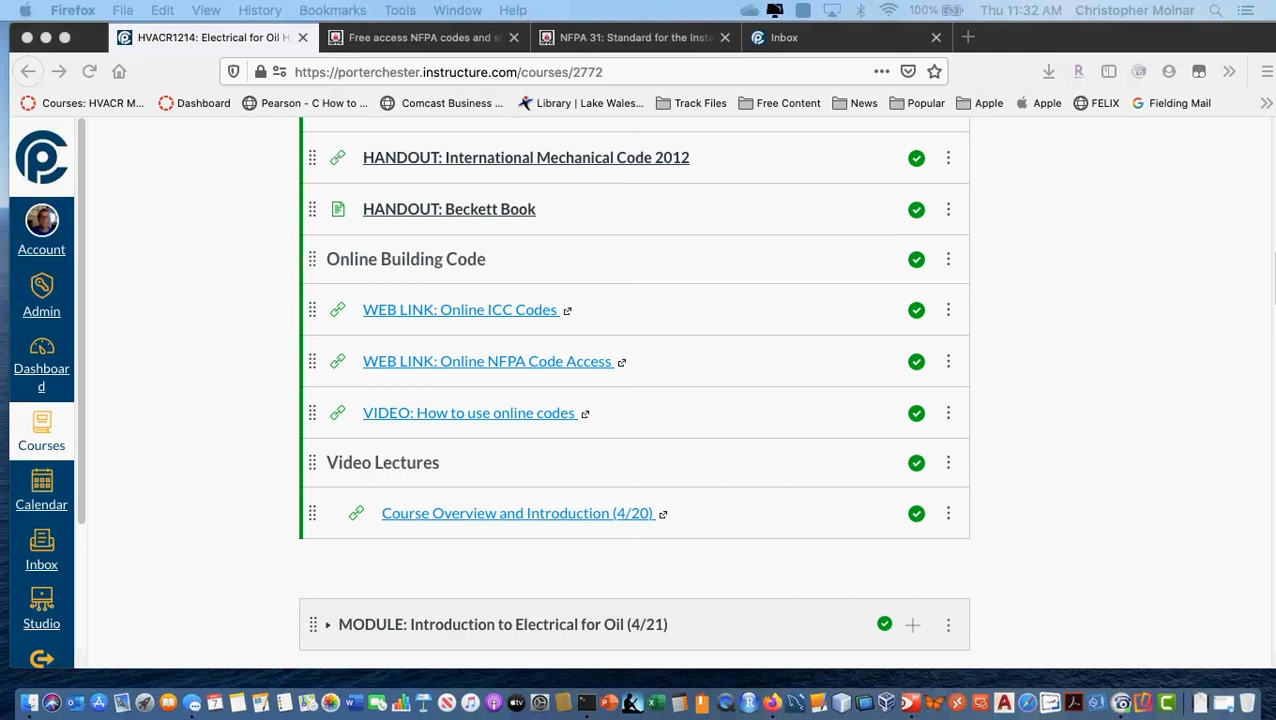 Firefox File Edit View History Bookmarks Tools Window Help 100% Thu 11:32 AM Christopher Molnar
HVACR1214: Electrical for Oil H Free access NFPA codes and s NFPA 31: Standard for the Insta Inbox
https://porterchester.instructure.com/courses/2772
Courses: HVACR M... Dashboard Pearson - C How to ... Comcast Business ... Library | Lake Wales... Track Files Free Content News Popular Apple Apple FELIX Fielding Mail
HANDOUT: International Mechanical Code 2012
HANDOUT: Beckett Book
Online Building Code
WEB LINK: Online ICC Codes
WEB LINK: Online NFPA Code Access
VIDEO: How to use online codes
Video Lectures
Course Overview and Introduction (4/20)
MODULE: Introduction to Electrical for Oil (4/21)
Account
Admin
Dashboar
d
Courses
Calendar
Inbox
Studio